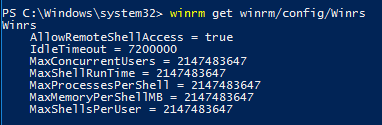 PS C:\Windows\system32> winrm get winrm/config/Winrs
Winrs
    AllowRemoteShellAccess = true
    IdleTimeout = 7200000
    MaxConcurrentUsers = 2147483647
    MaxShellRunTime = 2147483647
    MaxProcessesPerShell = 2147483647
    MaxMemoryPerShellMB = 2147483647
    MaxShellsPerUser = 2147483647